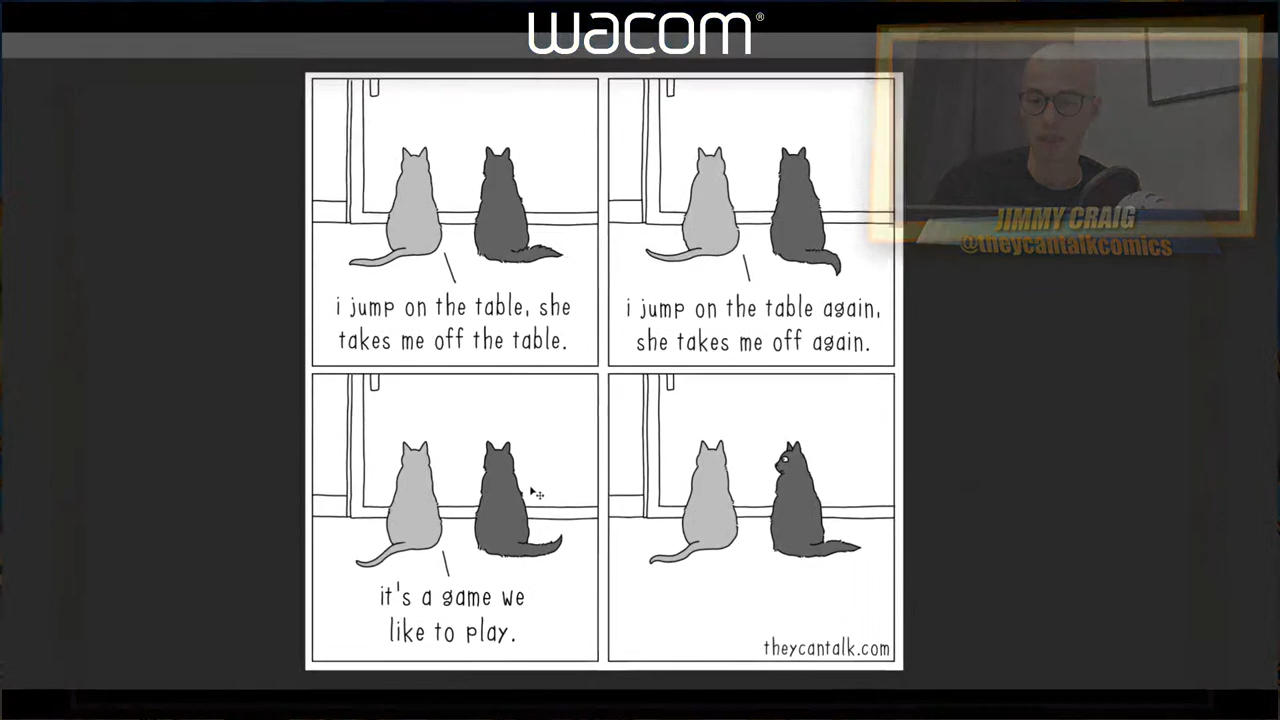 wacom®
JIMMY CRAIG
@theycantalkcomics
i jump on the table, she
takes me off the table.
i jump on the table again,
she takes me off again.
it's a game we
like to play.
theycantalk.com